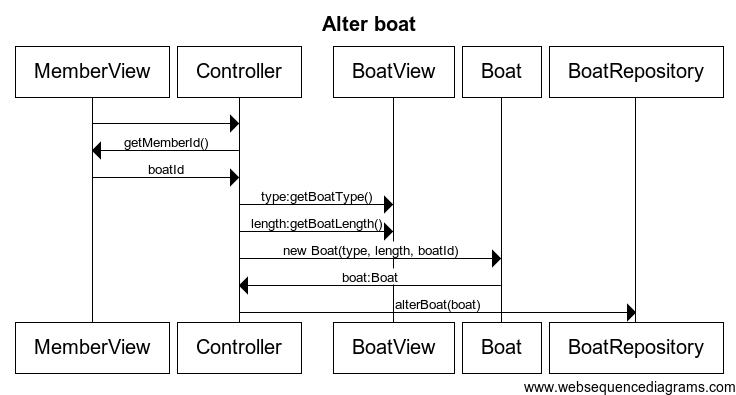 Alter boat
MemberView Controller BoatView Boat BoatRepository
getMemberId()
boatId
type:getBoatType()
length:getBoatLength()
new Boat(type, length, boatId)
boat:Boat
alterBoat(boat)
MemberView Controller BoatView Boat BoatRepository
www.websequencediagrams.com